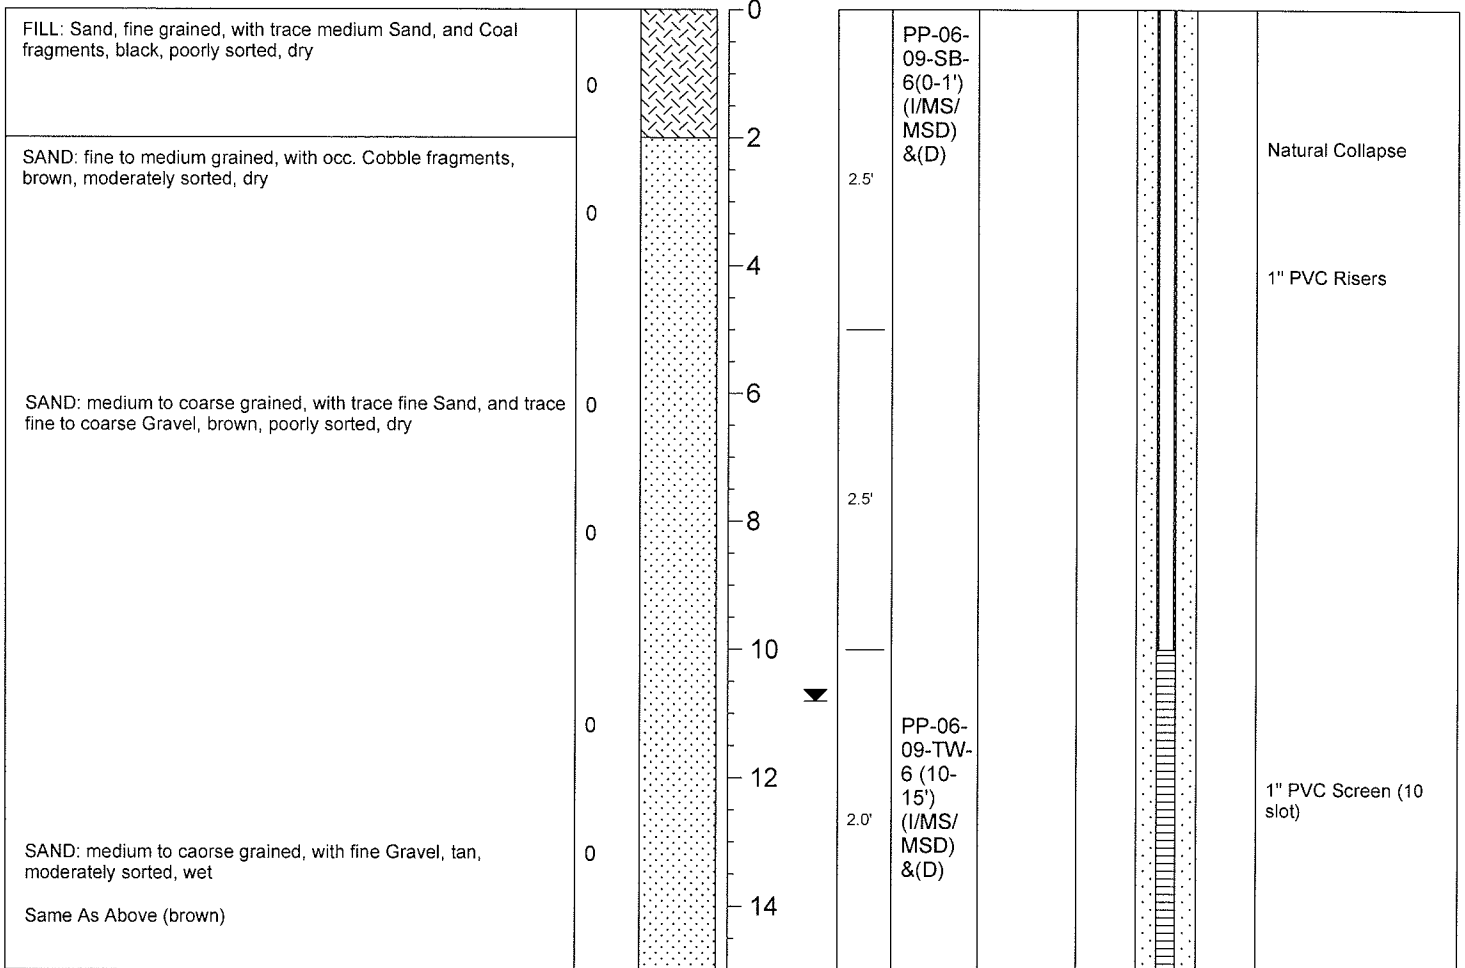 FILL: Sand, fine grained, with trace medium Sand, and Coal
fragments, black, poorly sorted, dry
SAND: fine to medium grained, with occ. Cobble fragments,
brown, moderately sorted, dry
SAND: medium to coarse grained, with trace fine Sand, and trace
fine to coarse Gravel, brown, poorly sorted, dry
SAND: medium to caorse grained, with fine Gravel, tan,
moderately sorted, wet
Same As Above (brown)
0
0
0
0
0
0
0
2
4
6
8
10
12
14
2.5'
2.5'
2.0'
PP-06-
09-SB-
6(0-1')
(I/MS/
MSD)
&(D)
PP-06-
09-TW-
6 (10-
15')
(I/MS/
MSD)
&(D)
Natural Collapse
1" PVC Risers
1" PVC Screen (10
slot)